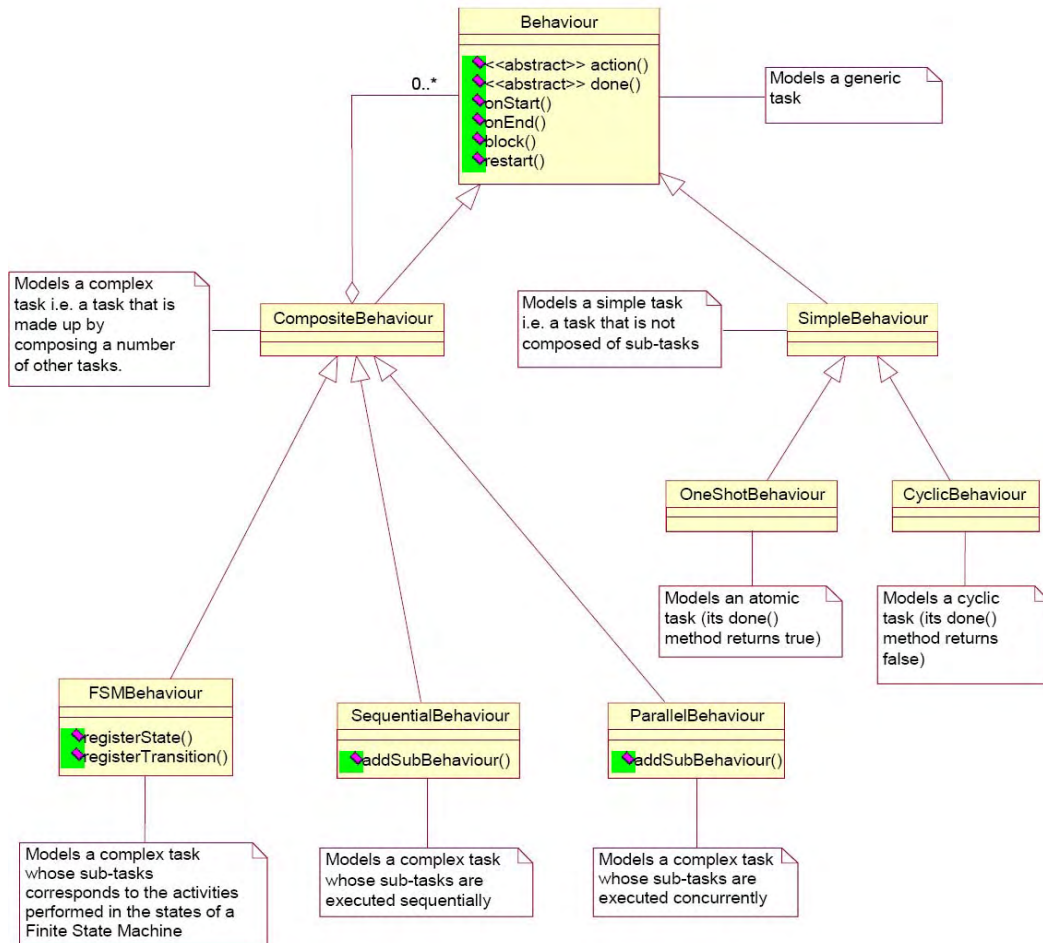 Behaviour
<<abstract>> action()
<<abstract>> done()
onStart()
onEnd()
block()
restart()
0..*
Models a generic
task
Models a complex
task i.e. a task that is
made up by
composing a number
of other tasks.
CompositeBehaviour
Models a simple task
i.e. a task that is not
composed of sub-tasks
SimpleBehaviour
OneShotBehaviour
CyclicBehaviour
Models an atomic
task (its done()
method returns true)
Models a cyclic
task (its done()
method returns
false)
FSMBehaviour
registerState()
registerTransition()
SequentialBehaviour
addSubBehaviour()
ParallelBehaviour
addSubBehaviour()
Models a complex task
whose sub-tasks
corresponds to the activities
performed in the states of a
Finite State Machine
Models a complex task
whose sub-tasks are
executed sequentially
Models a complex task
whose sub-tasks are
executed concurrently